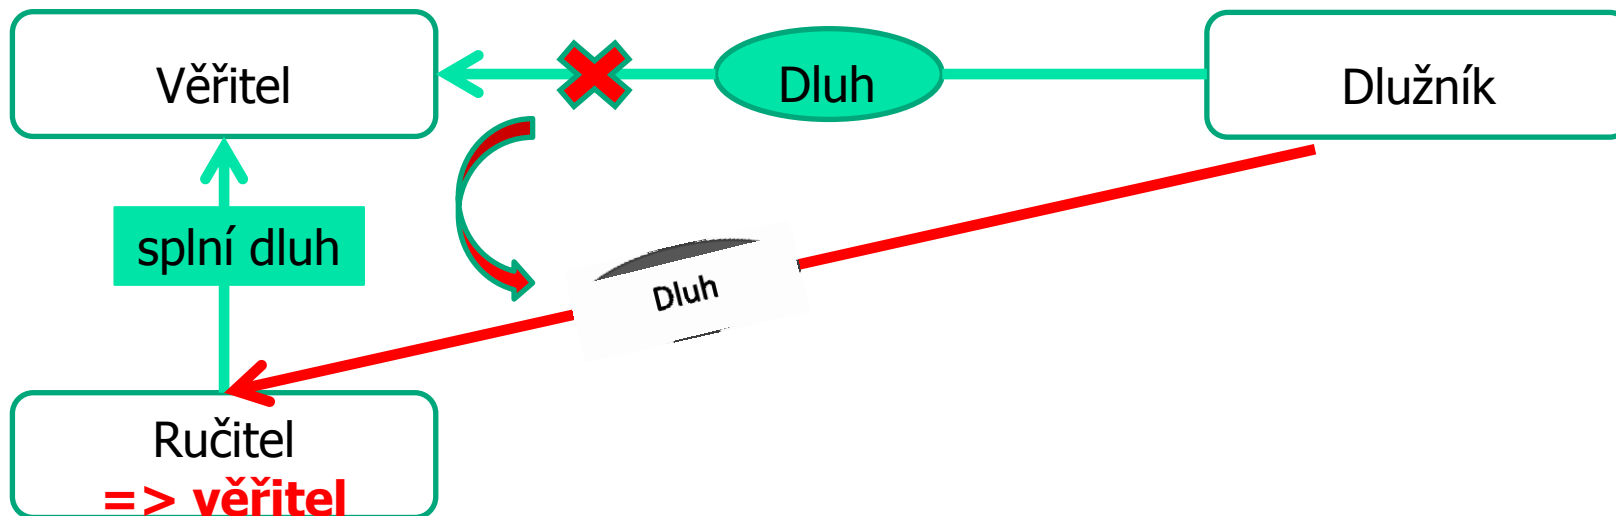 Věřitel
Dluh
Dlužník
splní dluh
Dluh
Ručitel
=> věřitel